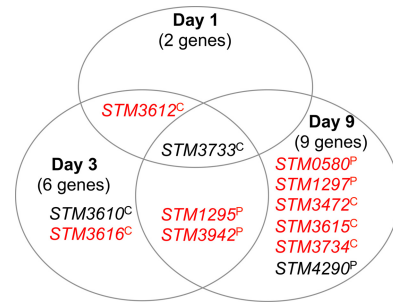 Day 1
(2 genes)
STM3612ᶜ
STM3733ᶜ
Day 9
(9 genes)
STM0580ᴾ
STM1297ᴾ
STM3472ᶜ
STM3615ᶜ
STM3734ᶜ
STM4290ᴾ
Day 3
(6 genes)
STM3610ᶜ
STM3616ᶜ
STM1295ᴾ
STM3942ᴾ